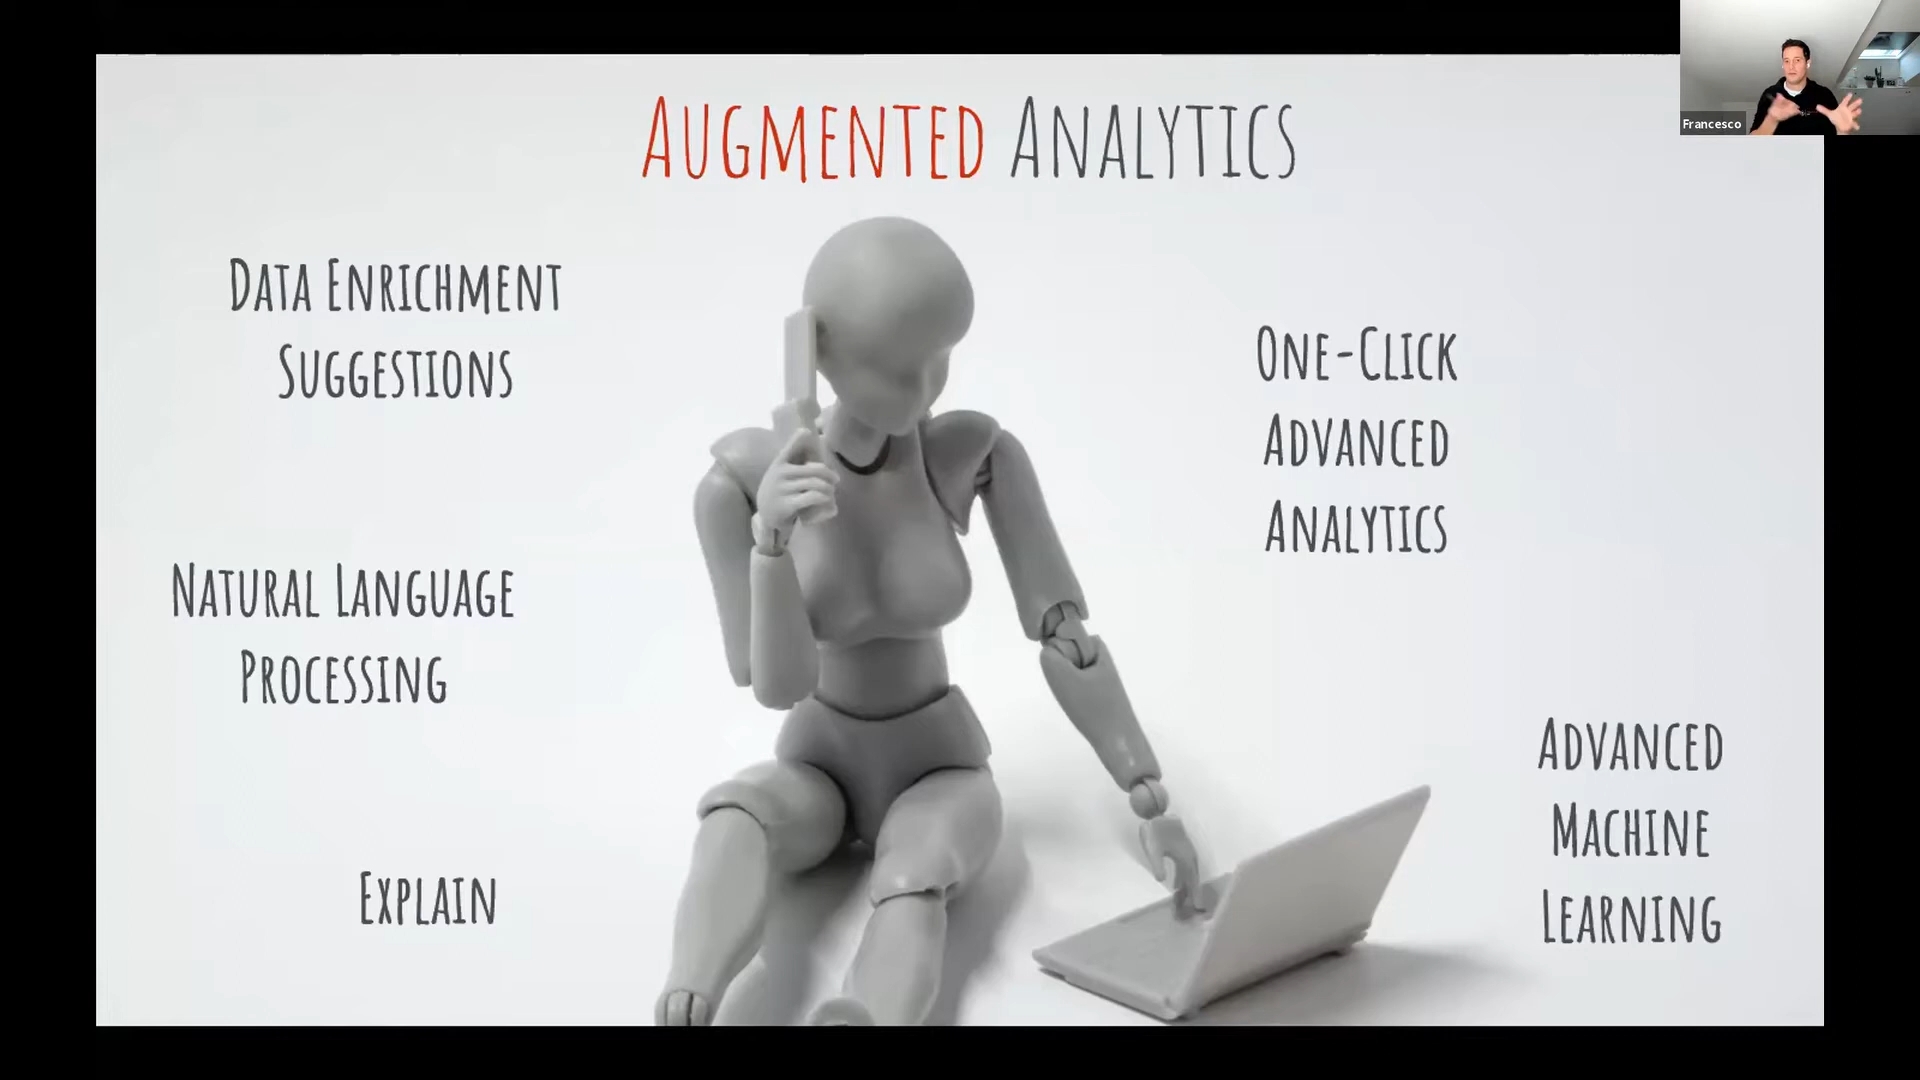 Augmented Analytics
Francesco
Data Enrichment
Suggestions
One-Click
Advanced
Analytics
Natural Language
Processing
Explain
Advanced
Machine
Learning